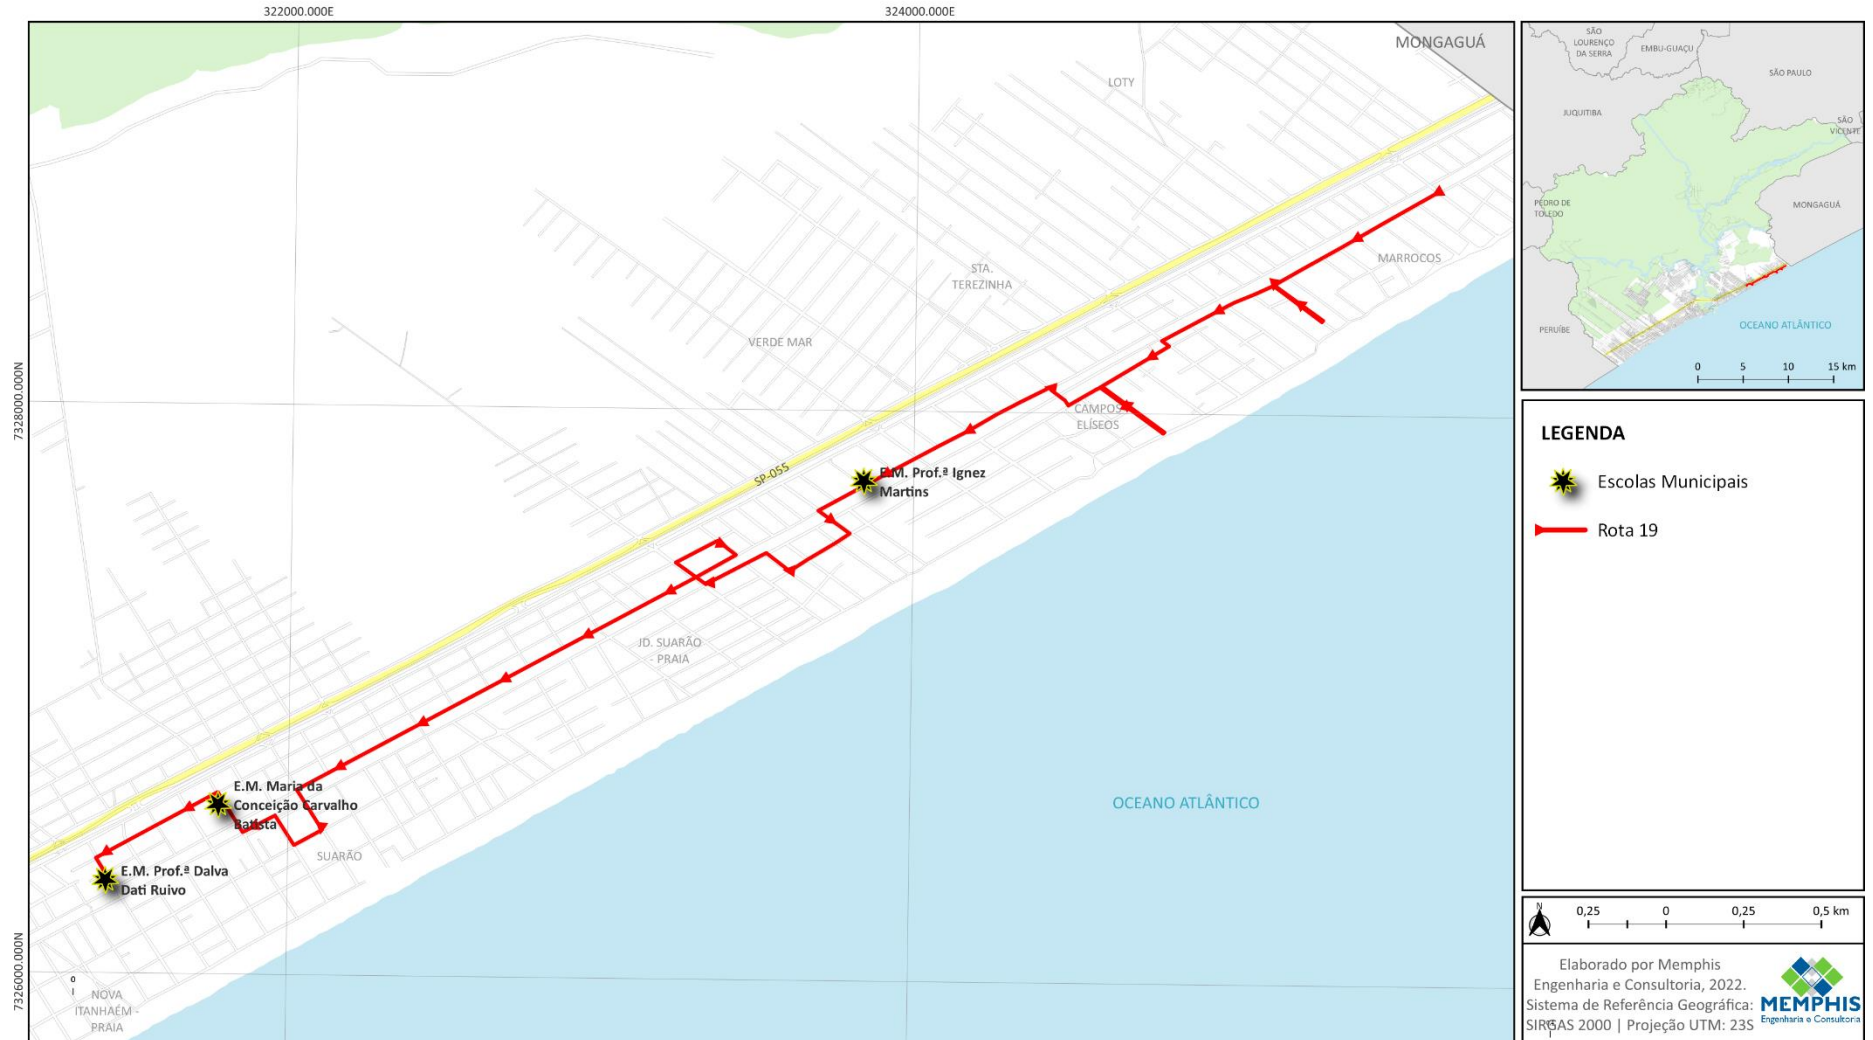 322000.000E
324000.000E
7328000.000N
7326000.000N
MONGAGUÁ
LOTY
MARROCOS
STA.
TEREZINHA
VERDE MAR
CAMPOS
ELÍSEOS
SP-055
E.M. Prof.ª Ignez
Martins
JD. SUARÃO
- PRAIA
E.M. Maria da
Conceição Carvalho
Batista
SUARÃO
E.M. Prof.ª Dalva
Dati Ruivo
OCEANO ATLÂNTICO
0
NOVA
ITANHAÉM -
PRAIA
SÃO
LOURENÇO
DA SERRA
EMBU-GUAÇU
SÃO PAULO
JUQUITIBA
SÃO
VICENTE
PEDRO DE
TOLEDO
MONGAGUÁ
PERUÍBE
OCEANO ATLÂNTICO
0 5 10 15 km
LEGENDA
Escolas Municipais
Rota 19
N
0,25 0 0,25 0,5 km
Elaborado por Memphis
Engenharia e Consultoria, 2022.
Sistema de Referência Geográfica:
SIRGAS 2000 | Projeção UTM: 23S
MEMPHIS
Engenharia e Consultoria